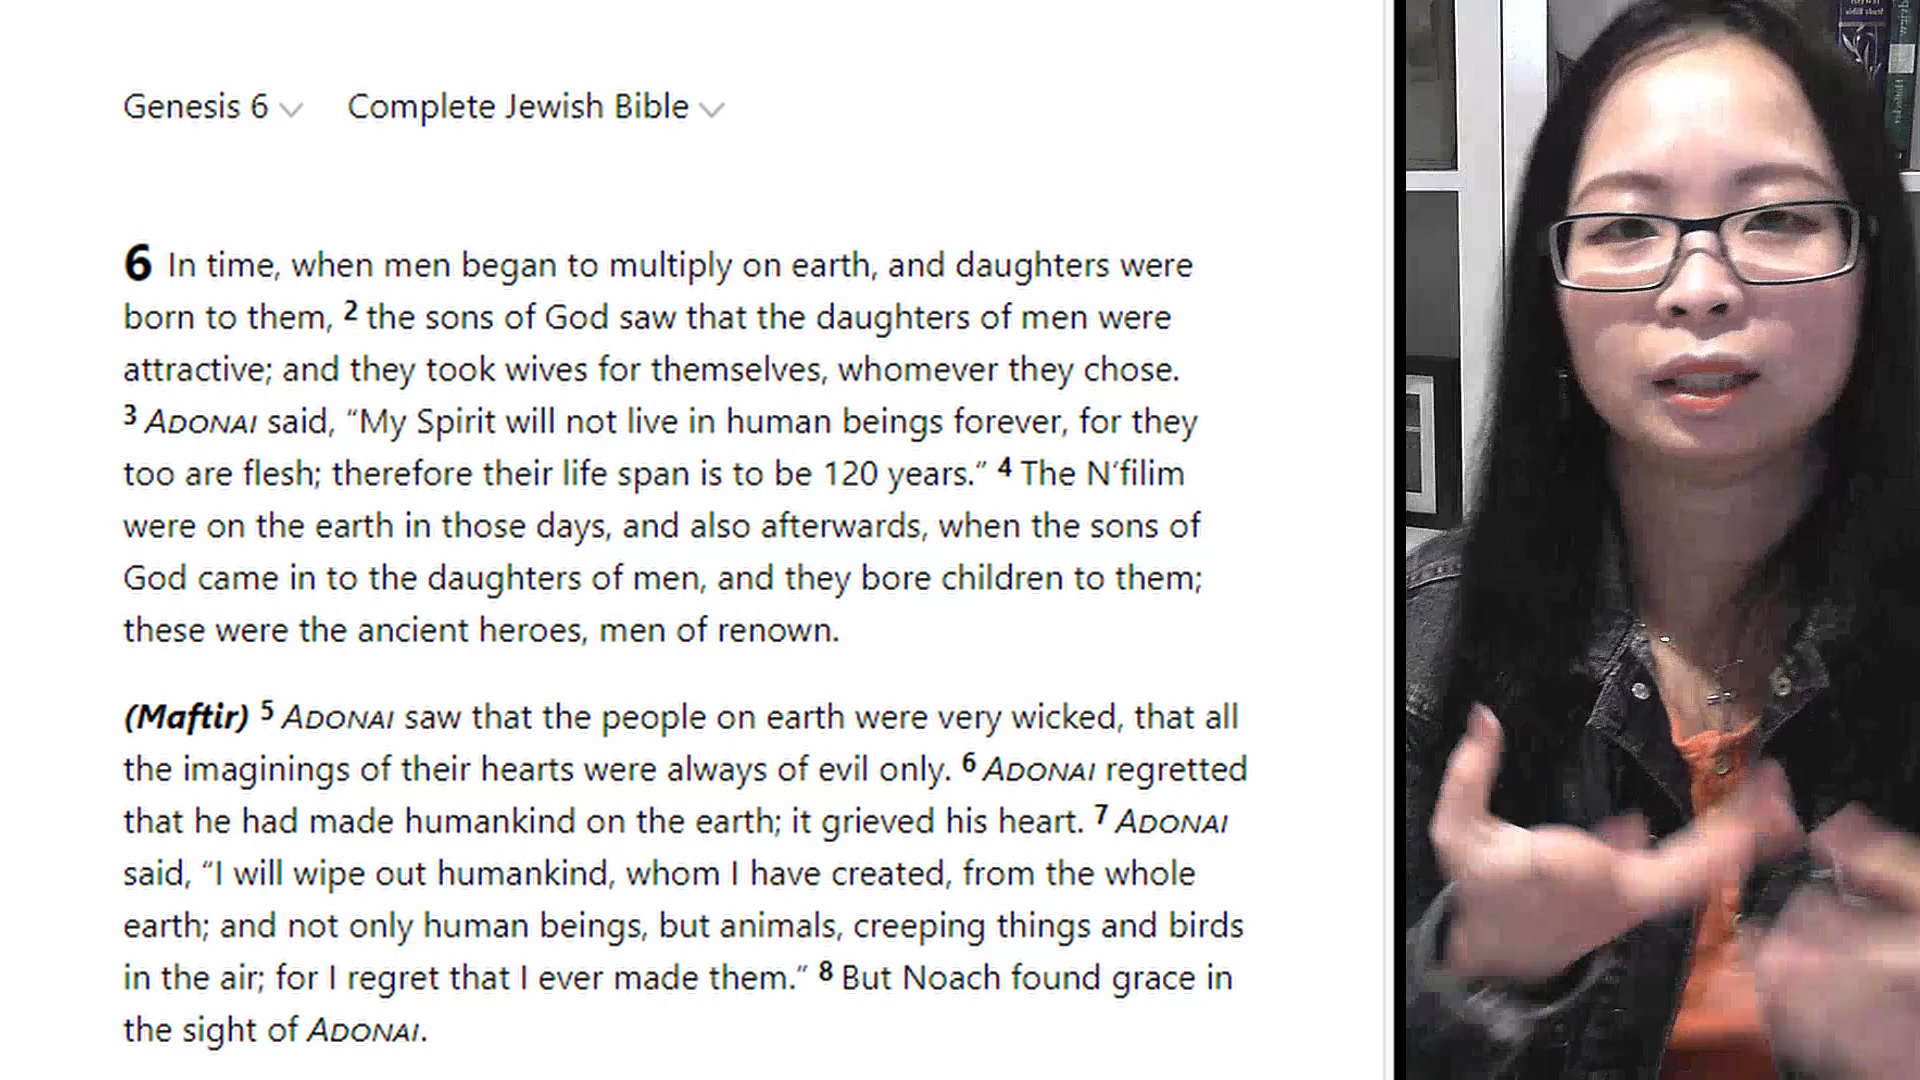 Genesis 6 Complete Jewish Bible
6 In time, when men began to multiply on earth, and daughters were
born to them, 2 the sons of God saw that the daughters of men were
attractive; and they took wives for themselves, whomever they chose.
3 ADONAI said, “My Spirit will not live in human beings forever, for they
too are flesh; therefore their life span is to be 120 years.” 4 The N’filim
were on the earth in those days, and also afterwards, when the sons of
God came in to the daughters of men, and they bore children to them;
these were the ancient heroes, men of renown.
(Maftir) 5 ADONAI saw that the people on earth were very wicked, that all
the imaginings of their hearts were always of evil only. 6 ADONAI regretted
that he had made humankind on the earth; it grieved his heart. 7 ADONAI
said, “I will wipe out humankind, whom I have created, from the whole
earth; and not only human beings, but animals, creeping things and birds
in the air; for I regret that I ever made them.” 8 But Noach found grace in
the sight of ADONAI.